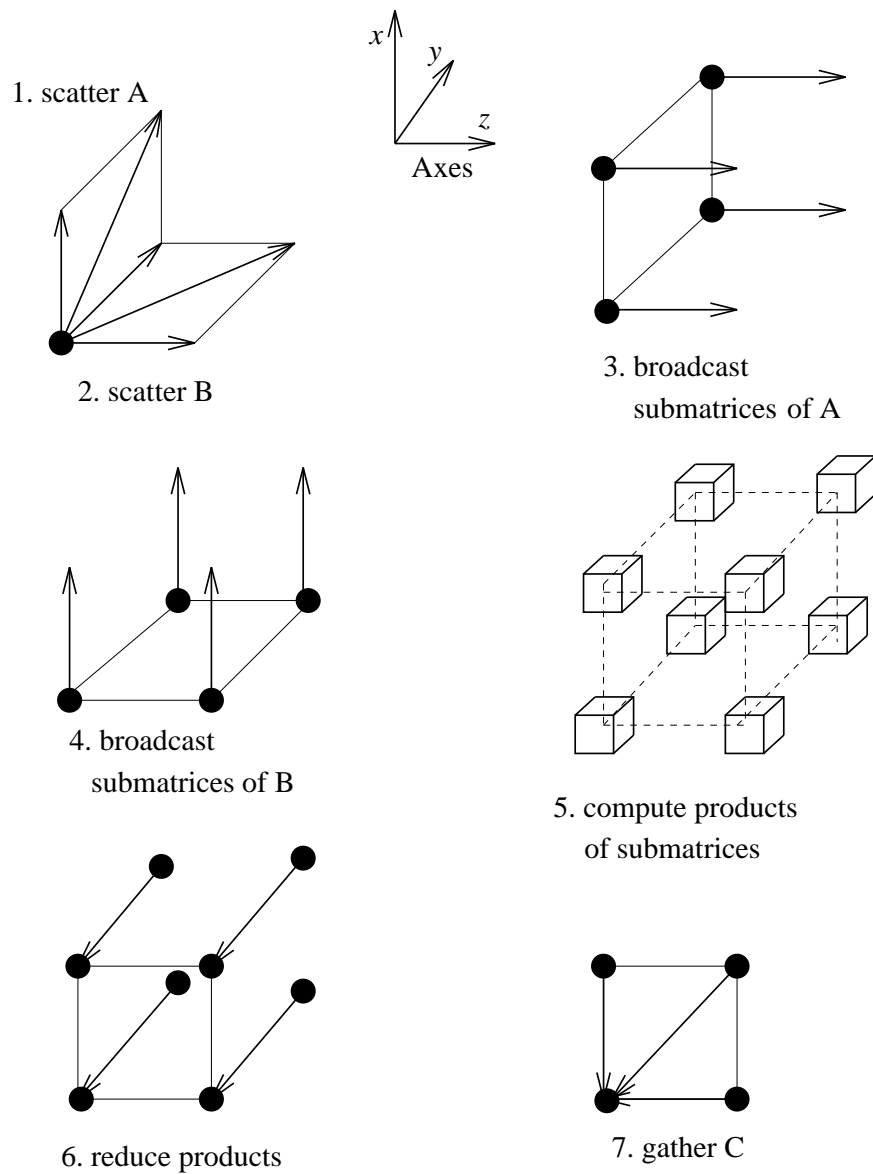 x
y
1. scatter A
z
Axes
2. scatter B
3. broadcast
submatrices of A
4. broadcast
submatrices of B
5. compute products
of submatrices
6. reduce products
7. gather C